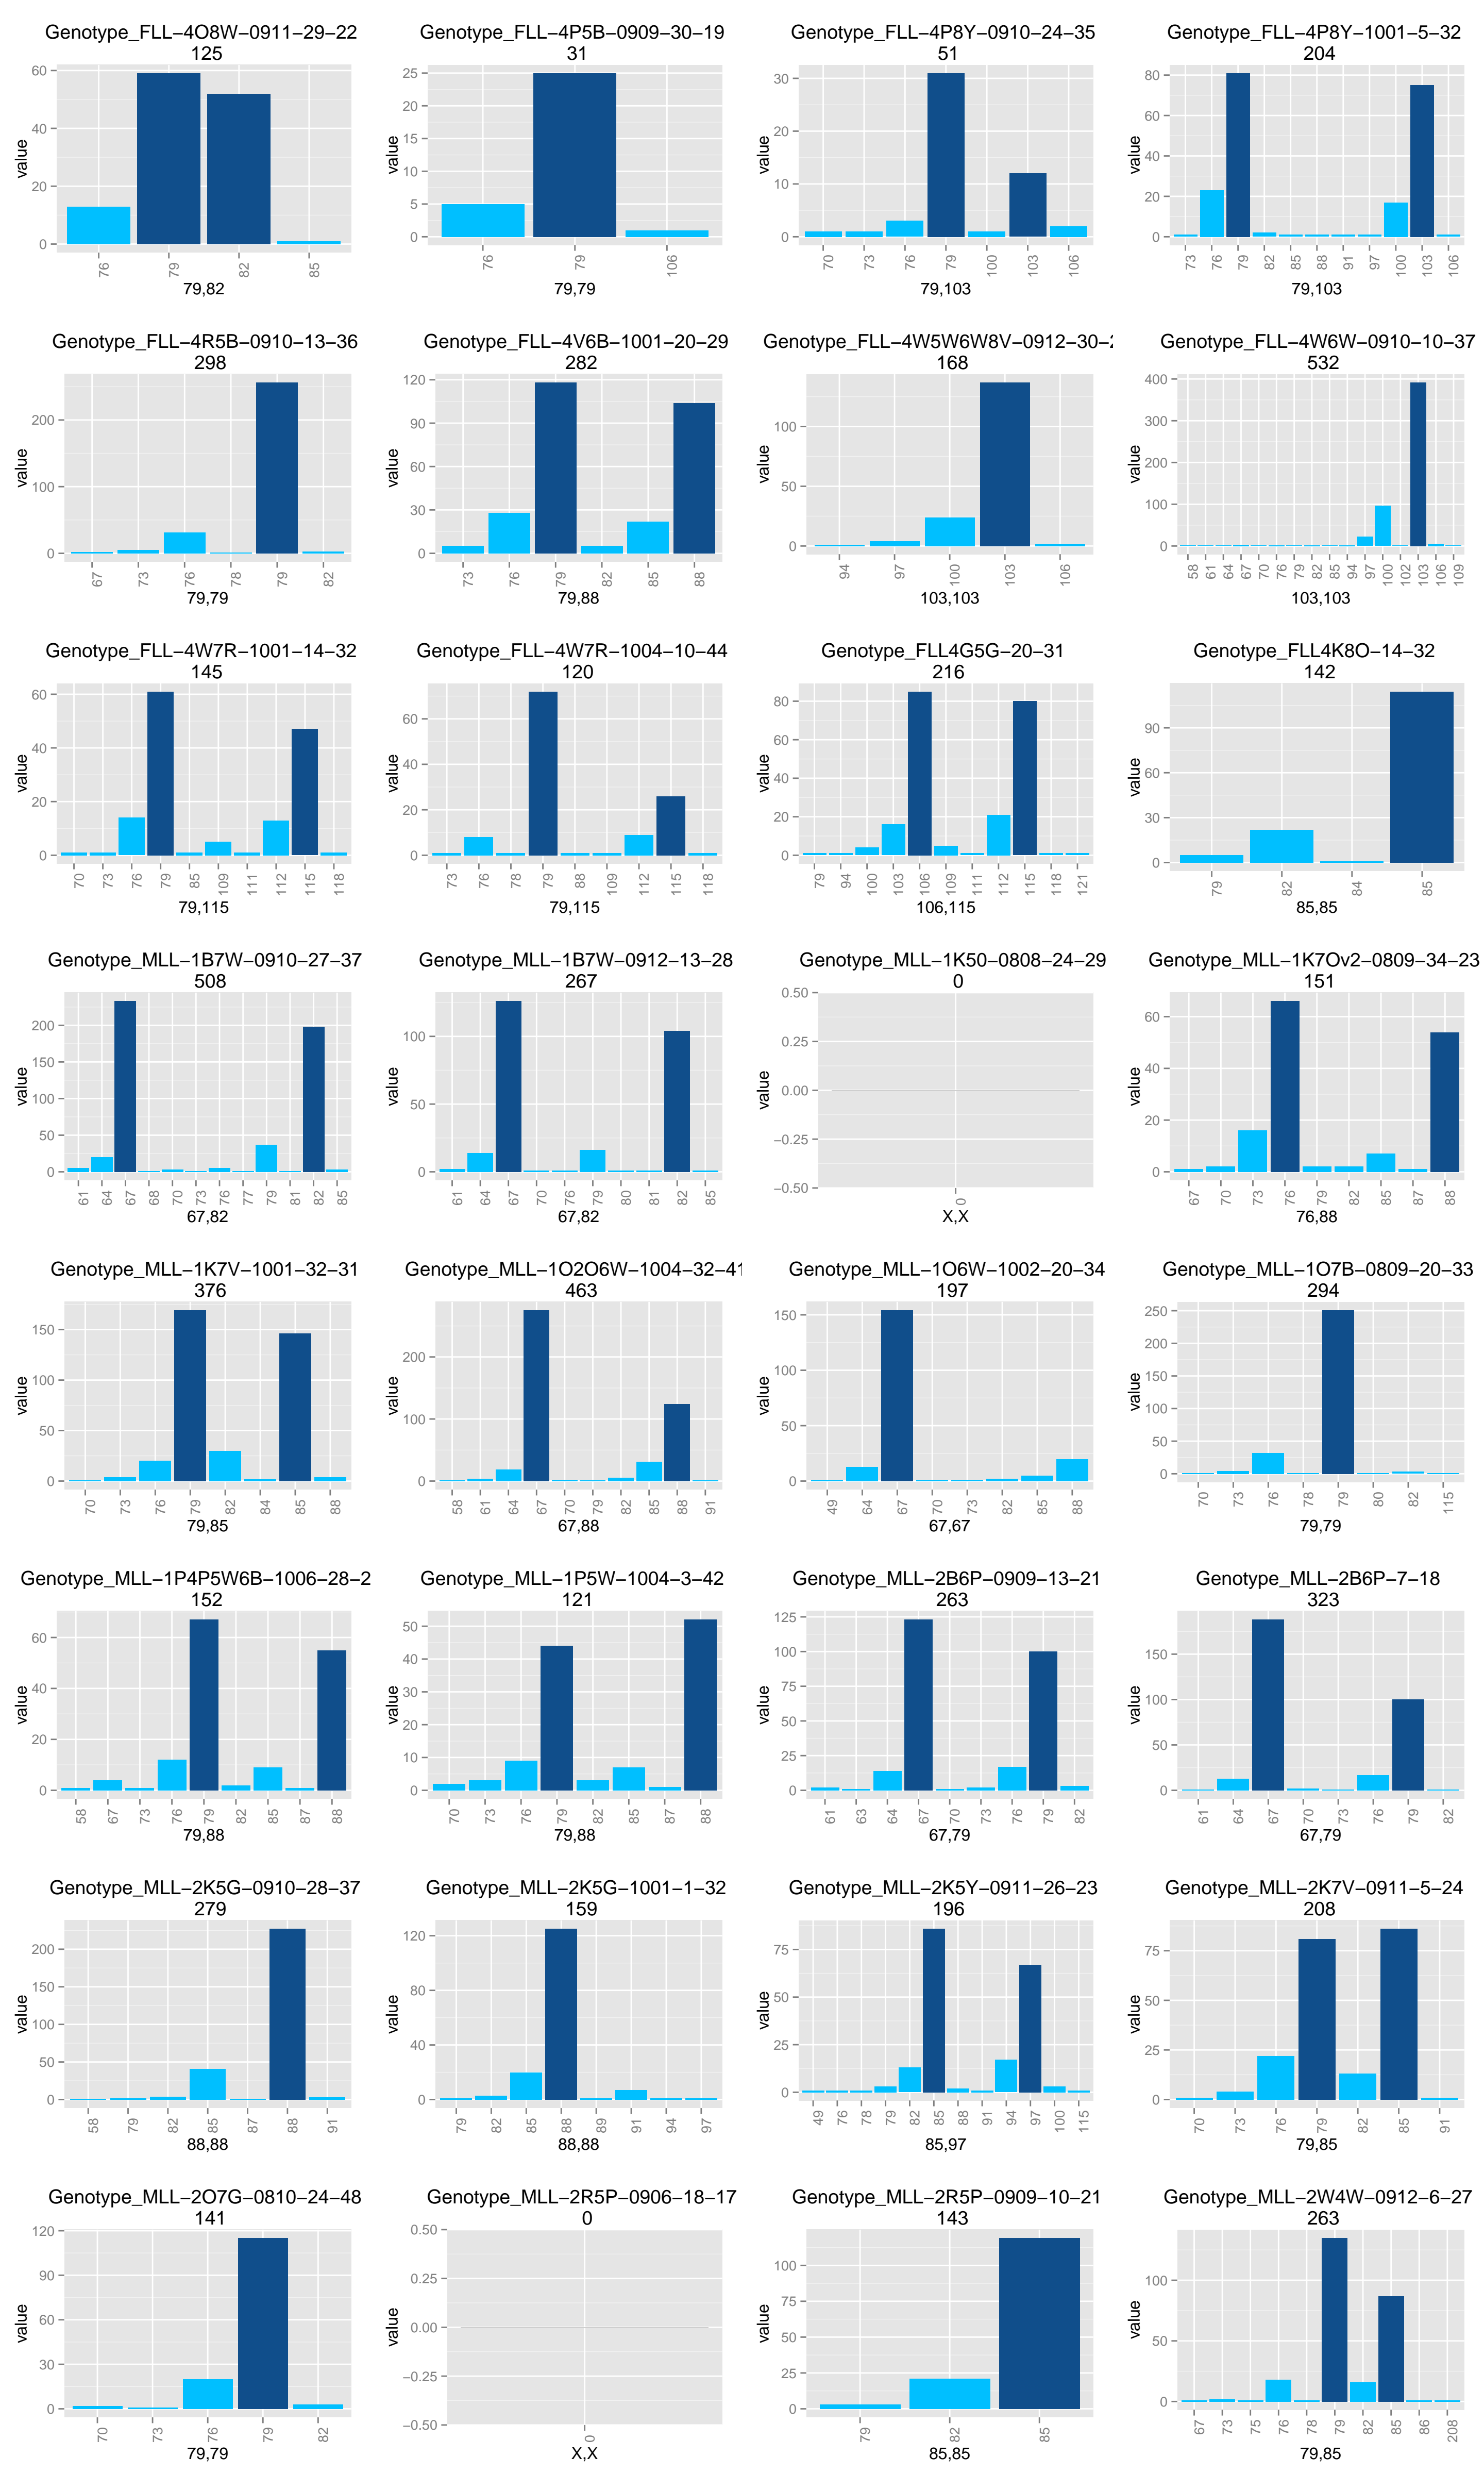 Genotype_FLL−4O8W−0911−29−22
125
value
60
40
20
0
76 79 82 85
79,82
Genotype_FLL−4P5B−0909−30−19
31
value
25
20
15
10
5
0
76 79 106
79,79
Genotype_FLL−4P8Y−0910−24−35
51
value
30
20
10
0
70 73 76 79 100 103 106
79,103
Genotype_FLL−4P8Y−1001−5−32
204
value
80
60
40
20
0
73 76 79 82 85 88 91 97 100 103 106
79,103
Genotype_FLL−4R5B−0910−13−36
298
value
200
100
0
67 73 76 78 79 82
79,79
Genotype_FLL−4V6B−1001−20−29
282
value
120
90
60
30
0
73 76 79 82 85 88
79,88
Genotype_FLL−4W5W6W8V−0912−30−
168
value
100
50
0
94 97 100 103 106
103,103
Genotype_FLL−4W6W−0910−10−37
532
value
400
300
200
100
0
58 61 64 67 70 76 79 82 85 94 97 100 102 103 106 109
103,103
Genotype_FLL−4W7R−1001−14−32
145
value
60
40
20
0
70 73 76 79 85 109 111 112 115 118
79,115
Genotype_FLL−4W7R−1004−10−44
120
value
60
40
20
0
73 76 78 79 88 109 112 115 118
79,115
Genotype_FLL4G5G−20−31
216
value
80
60
40
20
0
79 94 100 103 106 109 111 112 115 118 121
106,115
Genotype_FLL4K8O−14−32
142
value
90
60
30
0
79 82 84 85
85,85
Genotype_MLL−1B7W−0910−27−37
508
value
200
150
100
50
0
61 64 67 68 70 73 76 77 79 81 82 85
67,82
Genotype_MLL−1B7W−0912−13−28
267
value
100
50
0
61 64 67 70 76 79 80 81 82 85
67,82
Genotype_MLL−1K50−0808−24−29
0
value
0.50
0.25
0.00
−0.25
−0.50
0
X,X
Genotype_MLL−1K7Ov2−0809−34−23
151
value
60
40
20
0
67 70 73 76 79 82 85 87 88
76,88
Genotype_MLL−1K7V−1001−32−31
376
value
150
100
50
0
70 73 76 79 82 84 85 88
79,85
Genotype_MLL−1O2O6W−1004−32−41
463
value
200
100
0
58 61 64 67 70 79 82 85 88 91
67,88
Genotype_MLL−1O6W−1002−20−34
197
value
150
100
50
0
49 64 67 70 73 82 85 88
67,67
Genotype_MLL−1O7B−0809−20−33
294
value
250
200
150
100
50
0
70 73 76 78 79 80 82 115
79,79
Genotype_MLL−1P4P5W6B−1006−28−2
152
value
60
40
20
0
58 67 73 76 79 82 85 87 88
79,88
Genotype_MLL−1P5W−1004−3−42
121
value
50
40
30
20
10
0
70 73 76 79 82 85 87 88
79,88
Genotype_MLL−2B6P−0909−13−21
263
value
125
100
75
50
25
0
61 63 64 67 70 73 76 79 82
67,79
Genotype_MLL−2B6P−7−18
323
value
150
100
50
0
61 64 67 70 73 76 79 82
67,79
Genotype_MLL−2K5G−0910−28−37
279
value
200
150
100
50
0
58 79 82 85 87 88 91
88,88
Genotype_MLL−2K5G−1001−1−32
159
value
120
80
40
0
79 82 85 88 89 91 94 97
88,88
Genotype_MLL−2K5Y−0911−26−23
196
value
75
50
25
0
49 76 78 79 82 85 88 91 94 97 100 115
85,97
Genotype_MLL−2K7V−0911−5−24
208
value
75
50
25
0
70 73 76 79 82 85 91
79,85
Genotype_MLL−2O7G−0810−24−48
141
value
120
90
60
30
0
70 73 76 79 82
79,79
Genotype_MLL−2R5P−0906−18−17
0
value
0.50
0.25
0.00
−0.25
−0.50
0
X,X
Genotype_MLL−2R5P−0909−10−21
143
value
100
75
50
25
0
79 82 85
85,85
Genotype_MLL−2W4W−0912−6−27
263
value
100
50
0
67 73 75 76 78 79 82 85 86 208
79,85